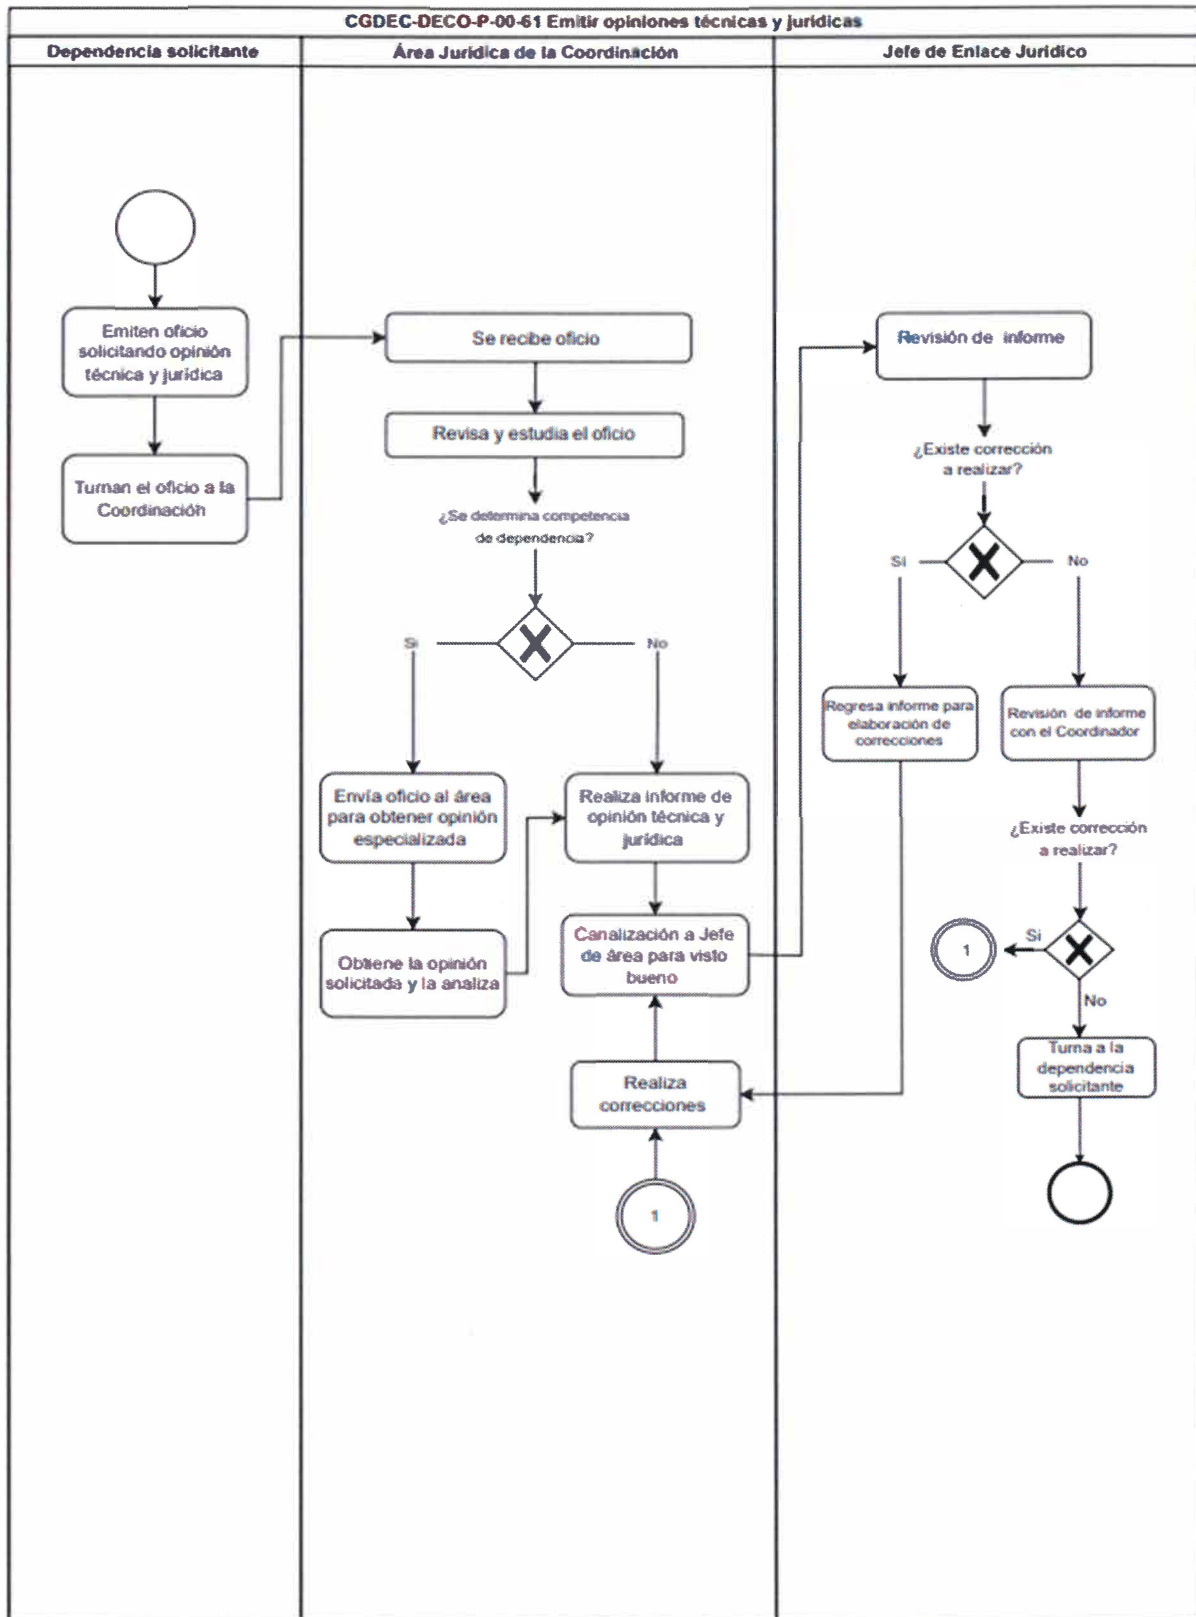 CGDEC-DECO-P-00-61 Emitir opiniones técnicas y jurídicas
Dependencia solicitante
Área Jurídica de la Coordinación
Jefe de Enlace Jurídico
Emiten oficio
solicitando opinión
técnica y jurídica
Turnan el oficio a la
Coordinación
Se recibe oficio
Revisa y estudia el oficio
¿Se determina competencia
de dependencia?
Si
No
Envía oficio al área
para obtener opinión
especializada
Obtiene la opinión
solicitada y la analiza
Realiza informe de
opinión técnica y
jurídica
Canalización a Jefe
de área para visto
bueno
Realiza
correcciones
1
Revisión de informe
¿Existe corrección
a realizar?
Si
No
Regresa informe para
elaboración de
correcciones
Revisión de informe
con el Coordinador
¿Existe corrección
a realizar?
Si
1
No
Turna a la
dependencia
solicitante